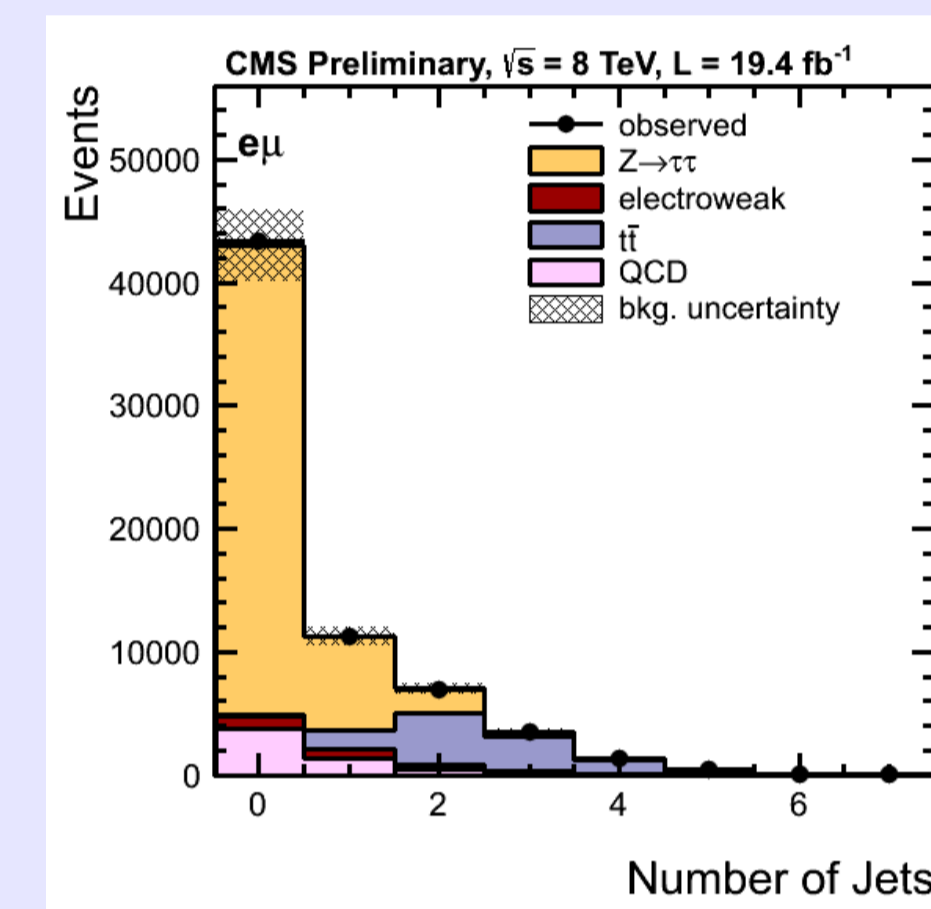 CMS Preliminary, √s = 8 TeV, L = 19.4 fb⁻¹
Events
eμ
observed
Z→ττ
electroweak
tt̄
QCD
bkg. uncertainty
50000
40000
30000
20000
10000
0
0 2 4 6
Number of Jets